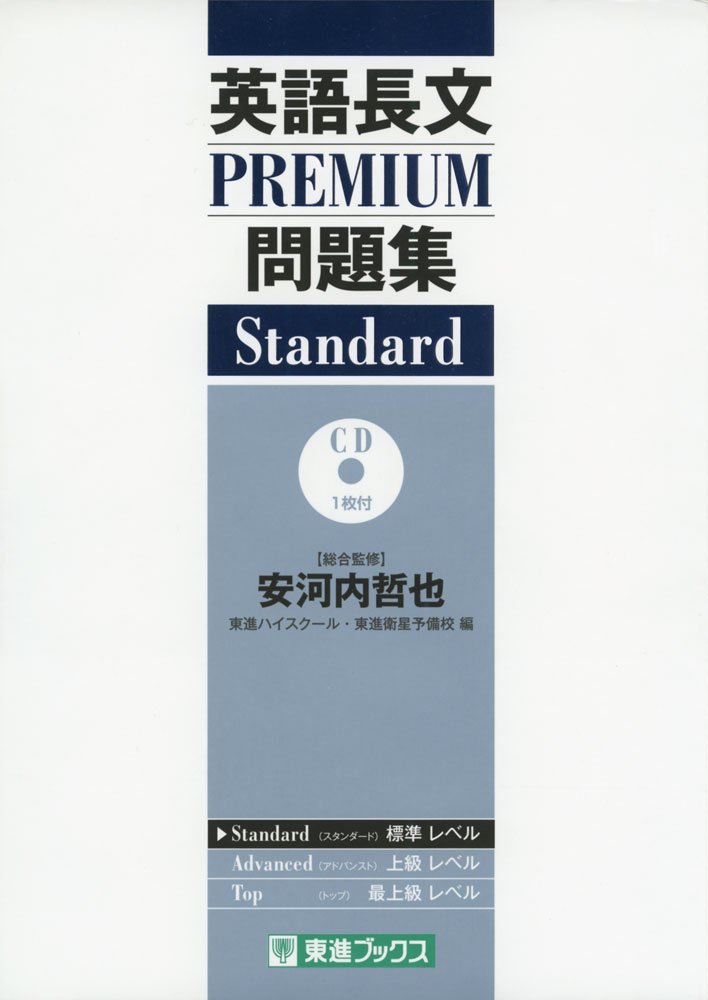 英語長文
PREMIUM
問題集
Standard
CD
1枚付
【総合監修】
安河内哲也
東進ハイスクール・東進衛星予備校 編
▶Standard (スタンダード) 標準 レベル
Advanced (アドバンスト) 上級 レベル
Top (トップ) 最上級 レベル
東進ブックス